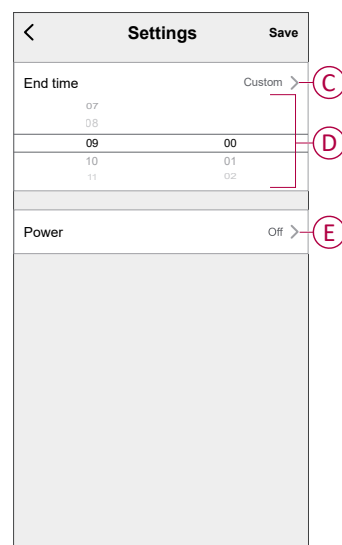 Settings Save
End time Custom C
07
08
09 00 D
10 01
11 02
Power Off E